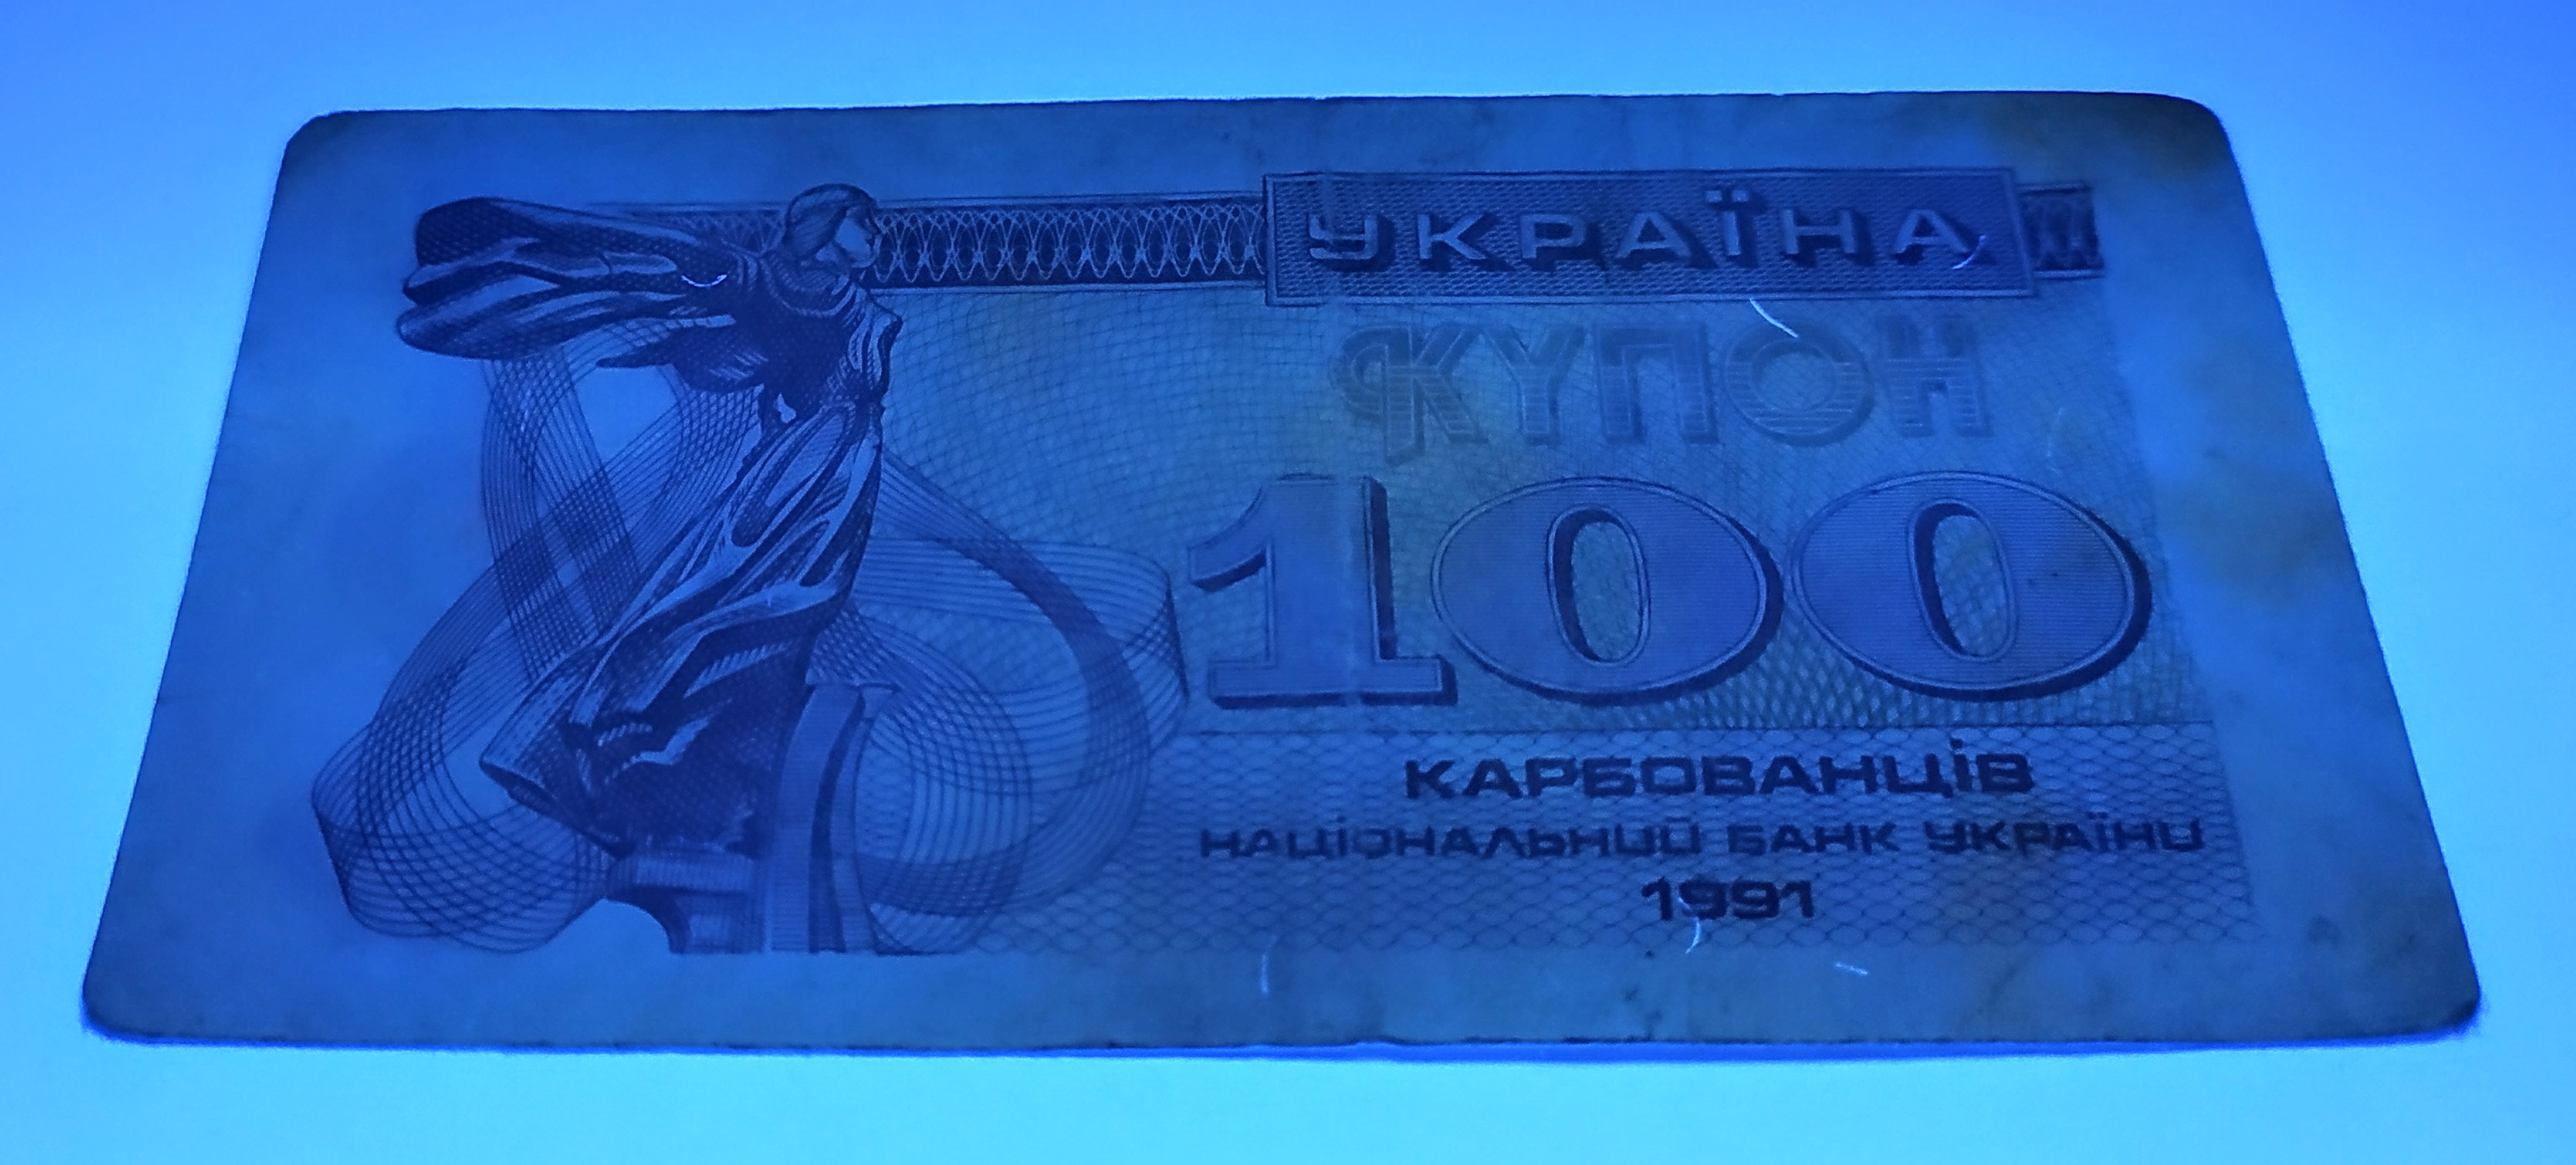 УКРАЇНА
КУПОН
100
КАРБОВАНЦІВ
НАЦІОНАЛЬНИЙ БАНК УКРАЇНИ
1991